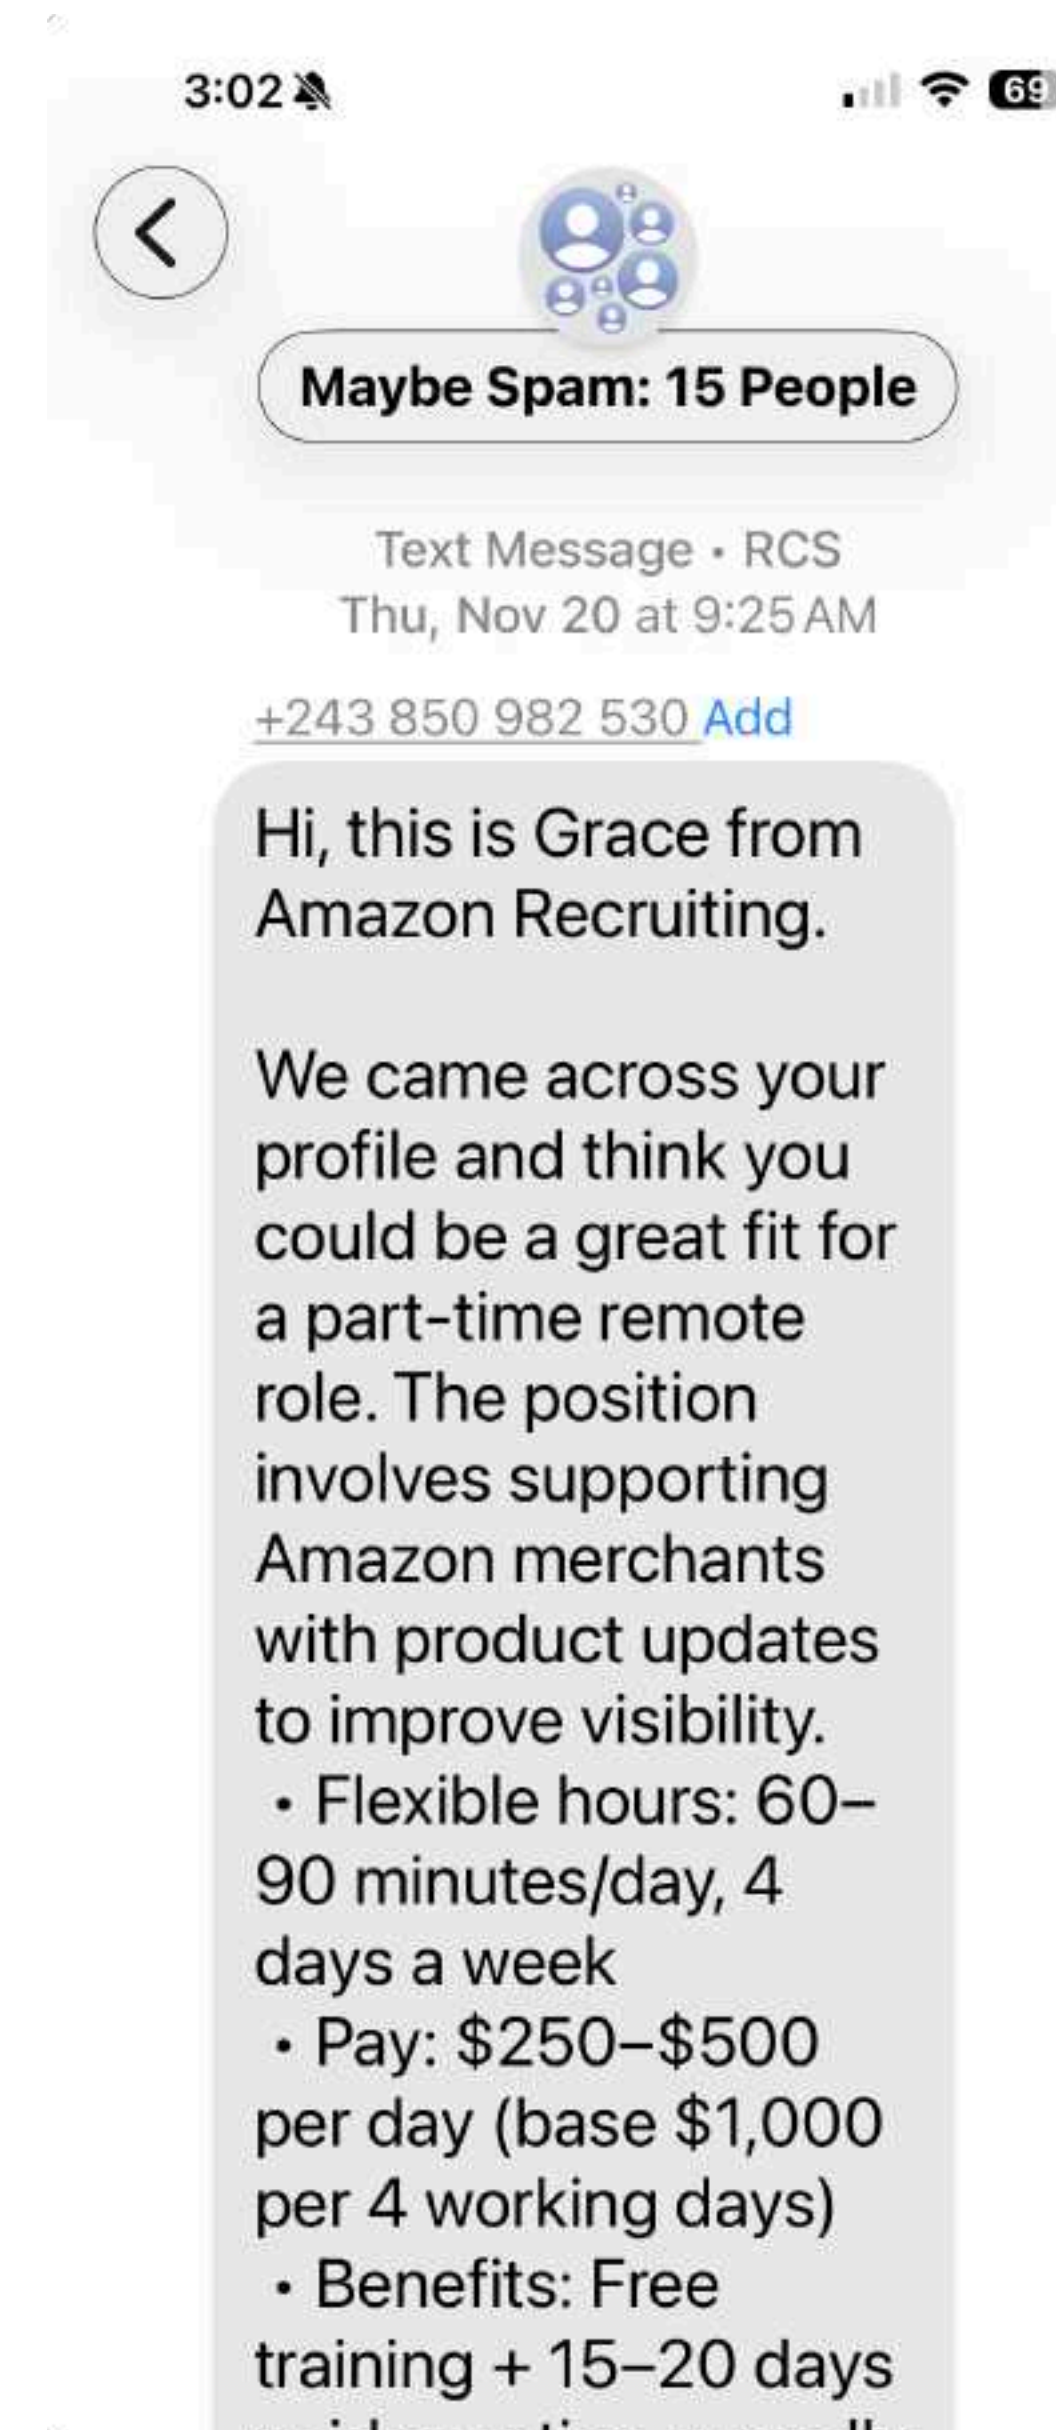 3:02
69
Maybe Spam: 15 People
Text Message • RCS
Thu, Nov 20 at 9:25 AM
+243 850 982 530 Add
Hi, this is Grace from
Amazon Recruiting.
We came across your
profile and think you
could be a great fit for
a part-time remote
role. The position
involves supporting
Amazon merchants
with product updates
to improve visibility.
• Flexible hours: 60–
90 minutes/day, 4
days a week
• Pay: $250–$500
per day (base $1,000
per 4 working days)
• Benefits: Free
training + 15–20 days